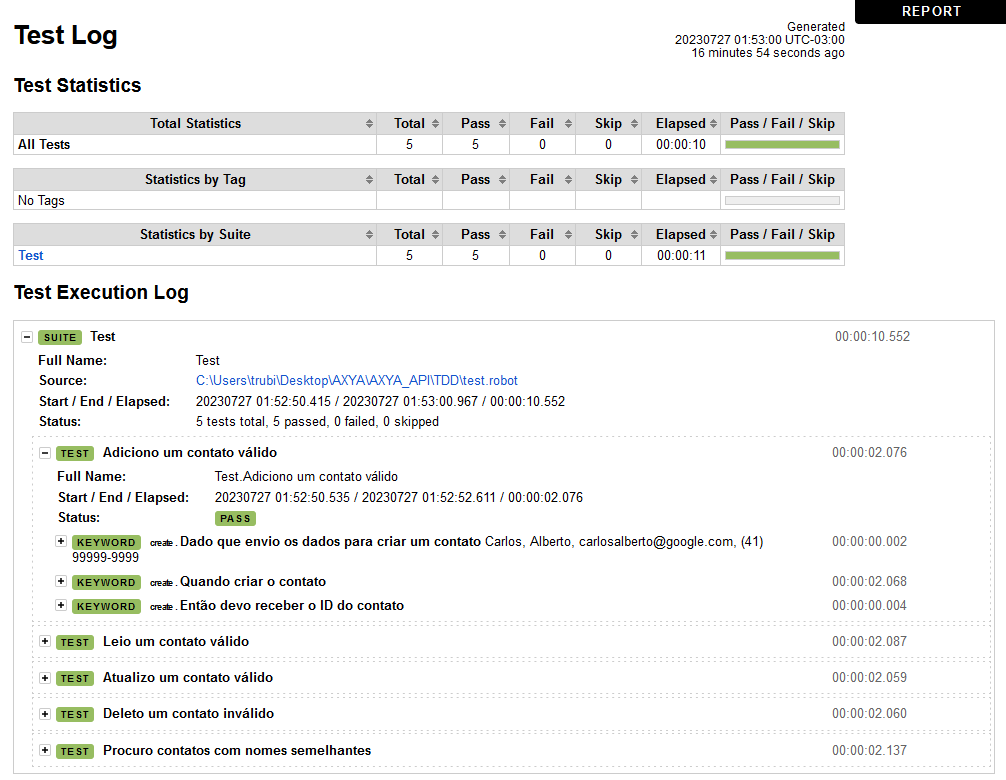 REPORT
Test Log
Generated
20230727 01:53:00 UTC-03:00
16 minutes 54 seconds ago
Test Statistics
Total Statistics Total Pass Fail Skip Elapsed Pass / Fail / Skip
All Tests 5 5 0 0 00:00:10
Statistics by Tag Total Pass Fail Skip Elapsed Pass / Fail / Skip
No Tags
Statistics by Suite Total Pass Fail Skip Elapsed Pass / Fail / Skip
Test 5 5 0 0 00:00:11
Test Execution Log
SUITE Test 00:00:10.552
Full Name: Test
Source: C:\Users\trubi\Desktop\AXYA\AXYA_API\TDD\test.robot
Start / End / Elapsed: 20230727 01:52:50.415 / 20230727 01:53:00.967 / 00:00:10.552
Status: 5 tests total, 5 passed, 0 failed, 0 skipped
TEST Adiciono um contato válido 00:00:02.076
Full Name: Test.Adiciono um contato válido
Start / End / Elapsed: 20230727 01:52:50.535 / 20230727 01:52:52.611 / 00:00:02.076
Status: PASS
KEYWORD create.Dado que envio os dados para criar um contato Carlos, Alberto, carlosalberto@google.com, (41) 00:00:00.002
99999-9999
KEYWORD create.Quando criar o contato 00:00:02.068
KEYWORD create.Então devo receber o ID do contato 00:00:00.004
TEST Leio um contato válido 00:00:02.087
TEST Atualizo um contato válido 00:00:02.059
TEST Deleto um contato inválido 00:00:02.060
TEST Procuro contatos com nomes semelhantes 00:00:02.137